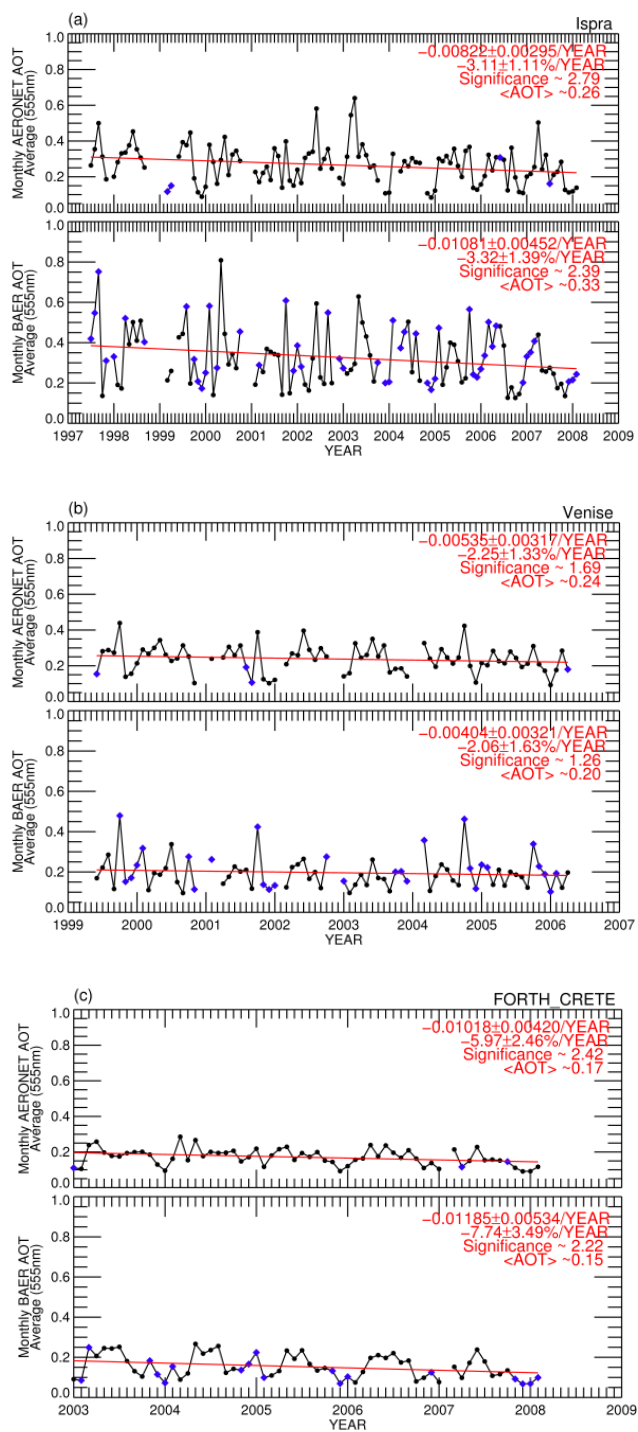 (a)
Ispra
Monthly AERONET AOT
Average (555nm)
1.0
0.8
0.6
0.4
0.2
0.0
−0.00822±0.00295/YEAR
−3.11±1.11%/YEAR
Significance ~ 2.79
<AOT> ~0.26
Monthly BAER AOT
Average (555nm)
1.0
0.8
0.6
0.4
0.2
0.0
−0.01081±0.00452/YEAR
−3.32±1.39%/YEAR
Significance ~ 2.39
<AOT> ~0.33
1997 1998 1999 2000 2001 2002 2003 2004 2005 2006 2007 2008 2009
YEAR
(b)
Venise
Monthly AERONET AOT
Average (555nm)
1.0
0.8
0.6
0.4
0.2
0.0
−0.00535±0.00317/YEAR
−2.25±1.33%/YEAR
Significance ~ 1.69
<AOT> ~0.24
Monthly BAER AOT
Average (555nm)
1.0
0.8
0.6
0.4
0.2
0.0
−0.00404±0.00321/YEAR
−2.06±1.63%/YEAR
Significance ~ 1.26
<AOT> ~0.20
1999 2000 2001 2002 2003 2004 2005 2006 2007
YEAR
(c)
FORTH_CRETE
Monthly AERONET AOT
Average (555nm)
1.0
0.8
0.6
0.4
0.2
0.0
−0.01018±0.00420/YEAR
−5.97±2.46%/YEAR
Significance ~ 2.42
<AOT> ~0.17
Monthly BAER AOT
Average (555nm)
1.0
0.8
0.6
0.4
0.2
0.0
−0.01185±0.00534/YEAR
−7.74±3.49%/YEAR
Significance ~ 2.22
<AOT> ~0.15
2003 2004 2005 2006 2007 2008 2009
YEAR